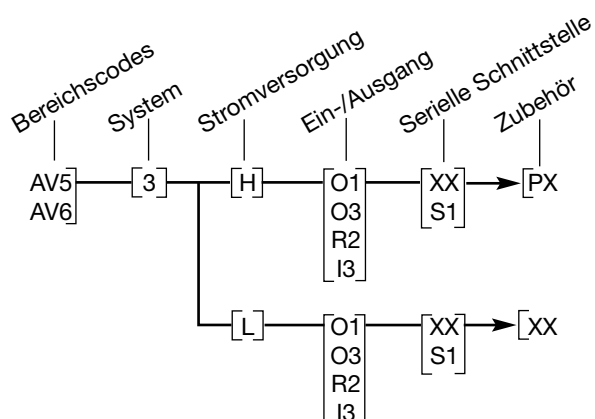 Bereichscodes System Stromversorgung Ein-/Ausgang Serielle Schnittstelle Zubehör
AV5 3 H O1 XX PX
AV6 O3 S1
R2
I3
L O1 XX XX
O3 S1
R2
I3